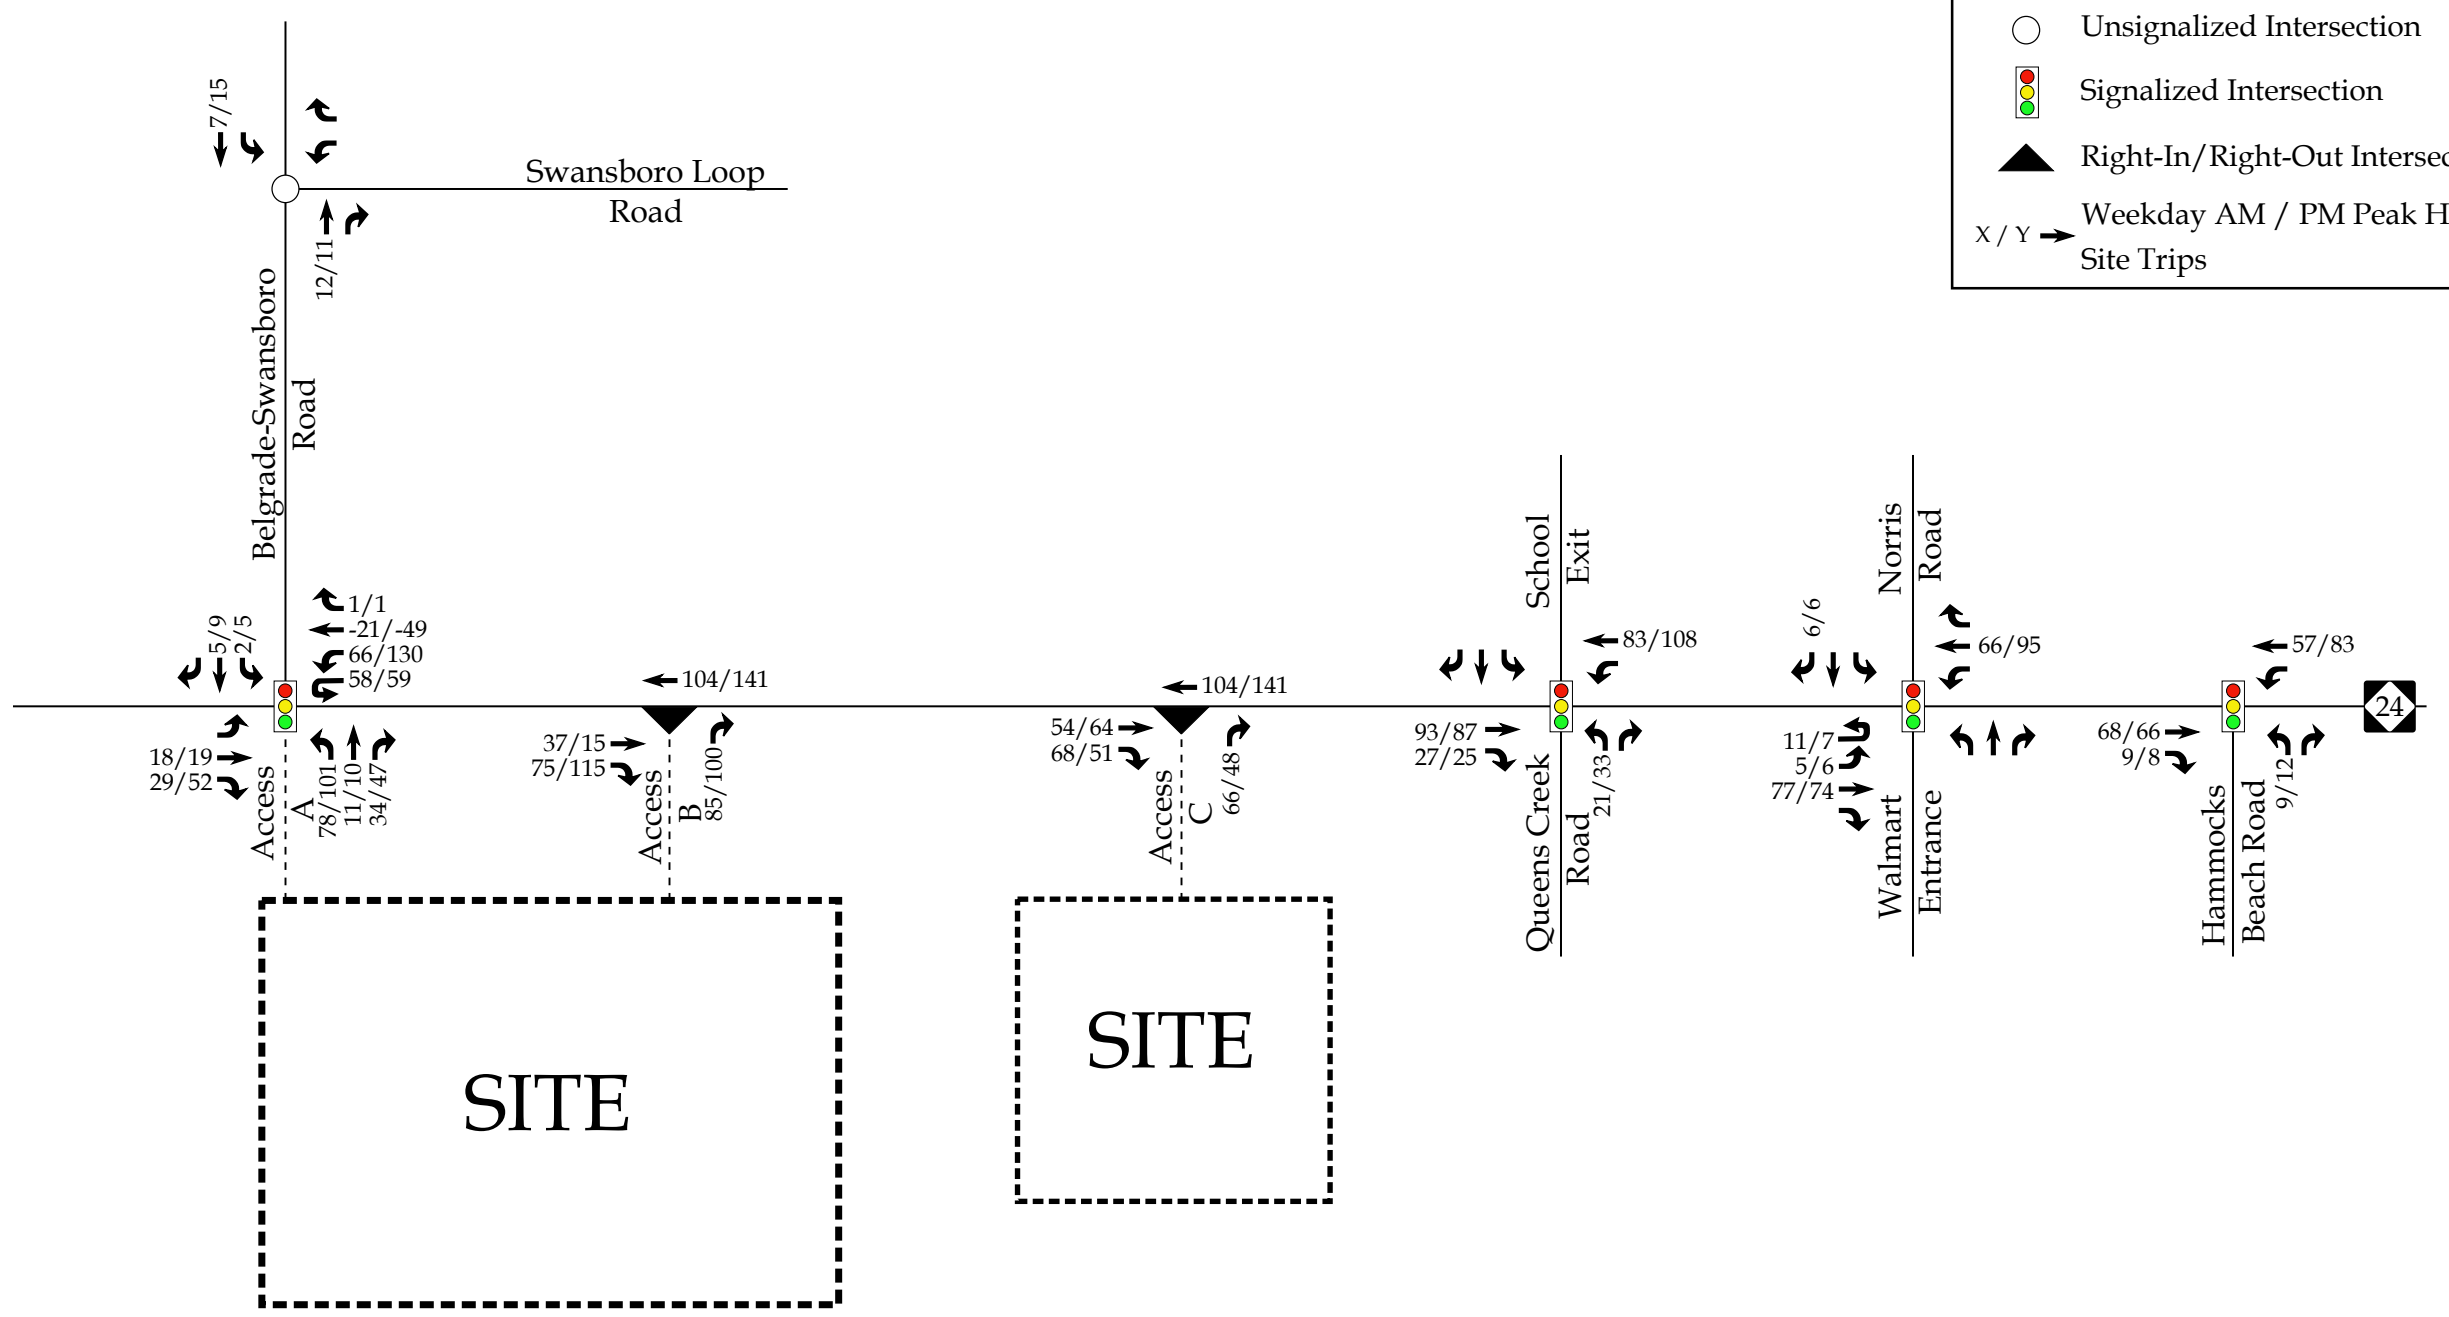 Unsignalized Intersection
Signalized Intersection
Right-In/Right-Out Intersec
X / Y
Weekday AM / PM Peak H
Site Trips
7/15
Swansboro Loop
Road
12/11
Belgrade-Swansboro
Road
5/9
2/5
1/1
-21/-49
66/130
58/59
18/19
29/52
Access
A
78/101
11/10
34/47
104/141
37/15
75/115
Access
B
85/100
104/141
54/64
68/51
Access
C
66/48
School
Exit
83/108
93/87
27/25
Queens Creek
Road
21/33
Norris
Road
6/6
66/95
11/7
5/6
77/74
Walmart
Entrance
57/83
68/66
9/8
Hammocks
Beach Road
9/12
24
SITE
SITE